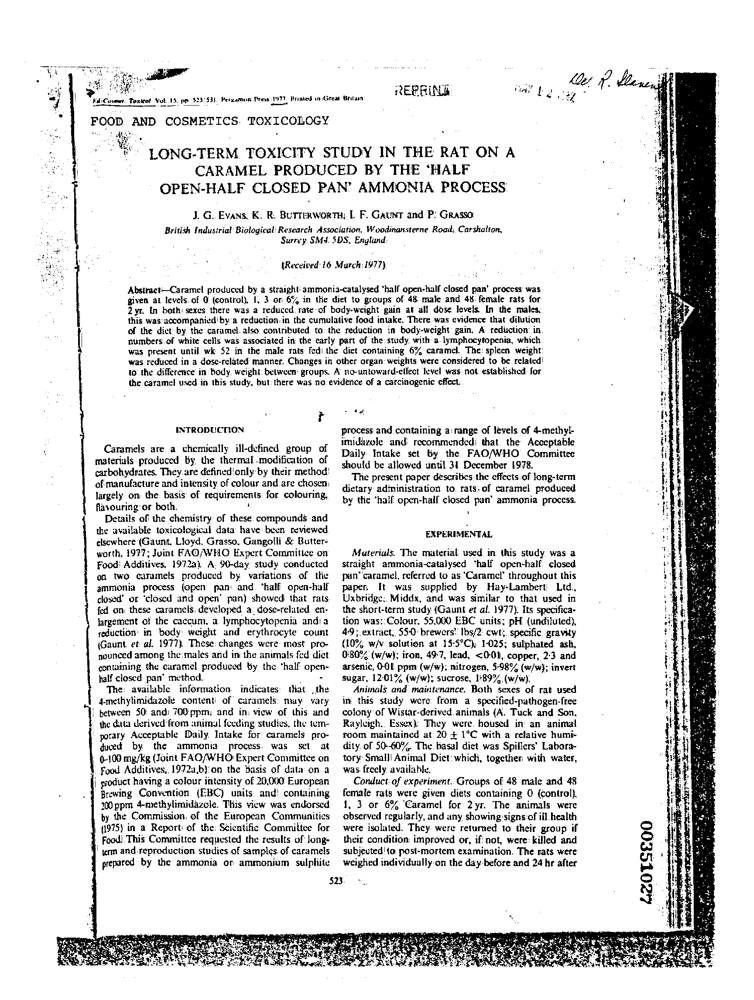 REPRINT
Fd Cosmet. Toxicol Vol. 15, pp. 523-531. Pergamon Press 1977. Printed in Great Britain
FOOD AND COSMETICS TOXICOLOGY
LONG-TERM TOXICITY STUDY IN THE RAT ON A
CARAMEL PRODUCED BY THE 'HALF
OPEN-HALF CLOSED PAN' AMMONIA PROCESS
J. G. EVANS, K. R. BUTTERWORTH, I. F. GAUNT and P. GRASSO
British Industrial Biological Research Association, Woodmansterne Road, Carshalton,
Surrey SM4 5DS, England
(Received 16 March 1977)
Abstract—Caramel produced by a straight ammonia-catalysed 'half open-half closed pan' process was
given at levels of 0 (control), 1, 3 or 6% in the diet to groups of 48 male and 48 female rats for
2 yr. In both sexes there was a reduced rate of body-weight gain at all dose levels. In the males,
this was accompanied by a reduction in the cumulative food intake. There was evidence that dilution
of the diet by the caramel also contributed to the reduction in body-weight gain. A reduction in
numbers of white cells was associated in the early part of the study with a lymphocytopenia, which
was present until wk 52 in the male rats fed the diet containing 6% caramel. The spleen weight
was reduced in a dose-related manner. Changes in other organ weights were considered to be related
to the difference in body weight between groups. A no-untoward-effect level was not established for
the caramel used in this study, but there was no evidence of a carcinogenic effect.
INTRODUCTION
Caramels are a chemically ill-defined group of
materials produced by the thermal modification of
carbohydrates. They are defined only by their method
of manufacture and intensity of colour and are chosen
largely on the basis of requirements for colouring,
flavouring or both.
Details of the chemistry of these compounds and
the available toxicological data have been reviewed
elsewhere (Gaunt, Lloyd, Grasso, Gangolli & Butter-
worth, 1977; Joint FAO/WHO Expert Committee on
Food Additives, 1972a). A 90-day study conducted
on two caramels produced by variations of the
ammonia process (open pan and 'half open-half
closed' or 'closed and open' pan) showed that rats
fed on these caramels developed a dose-related en-
largement of the caecum, a lymphocytopenia and a
reduction in body weight and erythrocyte count
(Gaunt et al. 1977). These changes were most pro-
nounced among the males and in the animals fed diet
containing the caramel produced by the 'half open-
half closed pan' method.
The available information indicates that the
4-methylimidazole content of caramels may vary
between 50 and 700 ppm and in view of this and
the data derived from animal feeding studies, the tem-
porary Acceptable Daily Intake for caramels pro-
duced by the ammonia process was set at
0-100 mg/kg (Joint FAO/WHO Expert Committee on
Food Additives, 1972a,b) on the basis of data on a
product having a colour intensity of 20,000 European
Brewing Convention (EBC) units and containing
200 ppm 4-methylimidazole. This view was endorsed
by the Commission of the European Communities
(1975) in a Report of the Scientific Committee for
Food. This Committee requested the results of long-
term and reproduction studies of samples of caramels
prepared by the ammonia or ammonium sulphite
process and containing a range of levels of 4-methyl-
imidazole and recommended that the Acceptable
Daily Intake set by the FAO/WHO Committee
should be allowed until 31 December 1978.
The present paper describes the effects of long-term
dietary administration to rats of caramel produced
by the 'half open-half closed pan' ammonia process.
EXPERIMENTAL
Materials. The material used in this study was a
straight ammonia-catalysed 'half open-half closed
pan' caramel, referred to as 'Caramel' throughout this
paper. It was supplied by Hay-Lambert Ltd.,
Uxbridge, Middx, and was similar to that used in
the short-term study (Gaunt et al. 1977). Its specifica-
tion was: Colour, 55,000 EBC units; pH (undiluted),
4·9; extract, 55·0 brewers' lbs/2 cwt; specific gravity
(10% w/v solution at 15·5°C), 1·025; sulphated ash,
0·80% (w/w); iron, 49·7, lead, <0·01, copper, 2·3 and
arsenic, 0·01 ppm (w/w); nitrogen, 5·98% (w/w); invert
sugar, 12·01% (w/w); sucrose, 1·89% (w/w).
Animals and maintenance. Both sexes of rat used
in this study were from a specified-pathogen-free
colony of Wistar-derived animals (A. Tuck and Son,
Rayleigh, Essex). They were housed in an animal
room maintained at 20 ± 1°C with a relative humi-
dity of 50-60%. The basal diet was Spillers' Labora-
tory Small Animal Diet which, together with water,
was freely available.
Conduct of experiment. Groups of 48 male and 48
female rats were given diets containing 0 (control),
1, 3 or 6% Caramel for 2 yr. The animals were
observed regularly, and any showing signs of ill health
were isolated. They were returned to their group if
their condition improved or, if not, were killed and
subjected to post-mortem examination. The rats were
weighed individually on the day before and 24 hr after
523
00351027